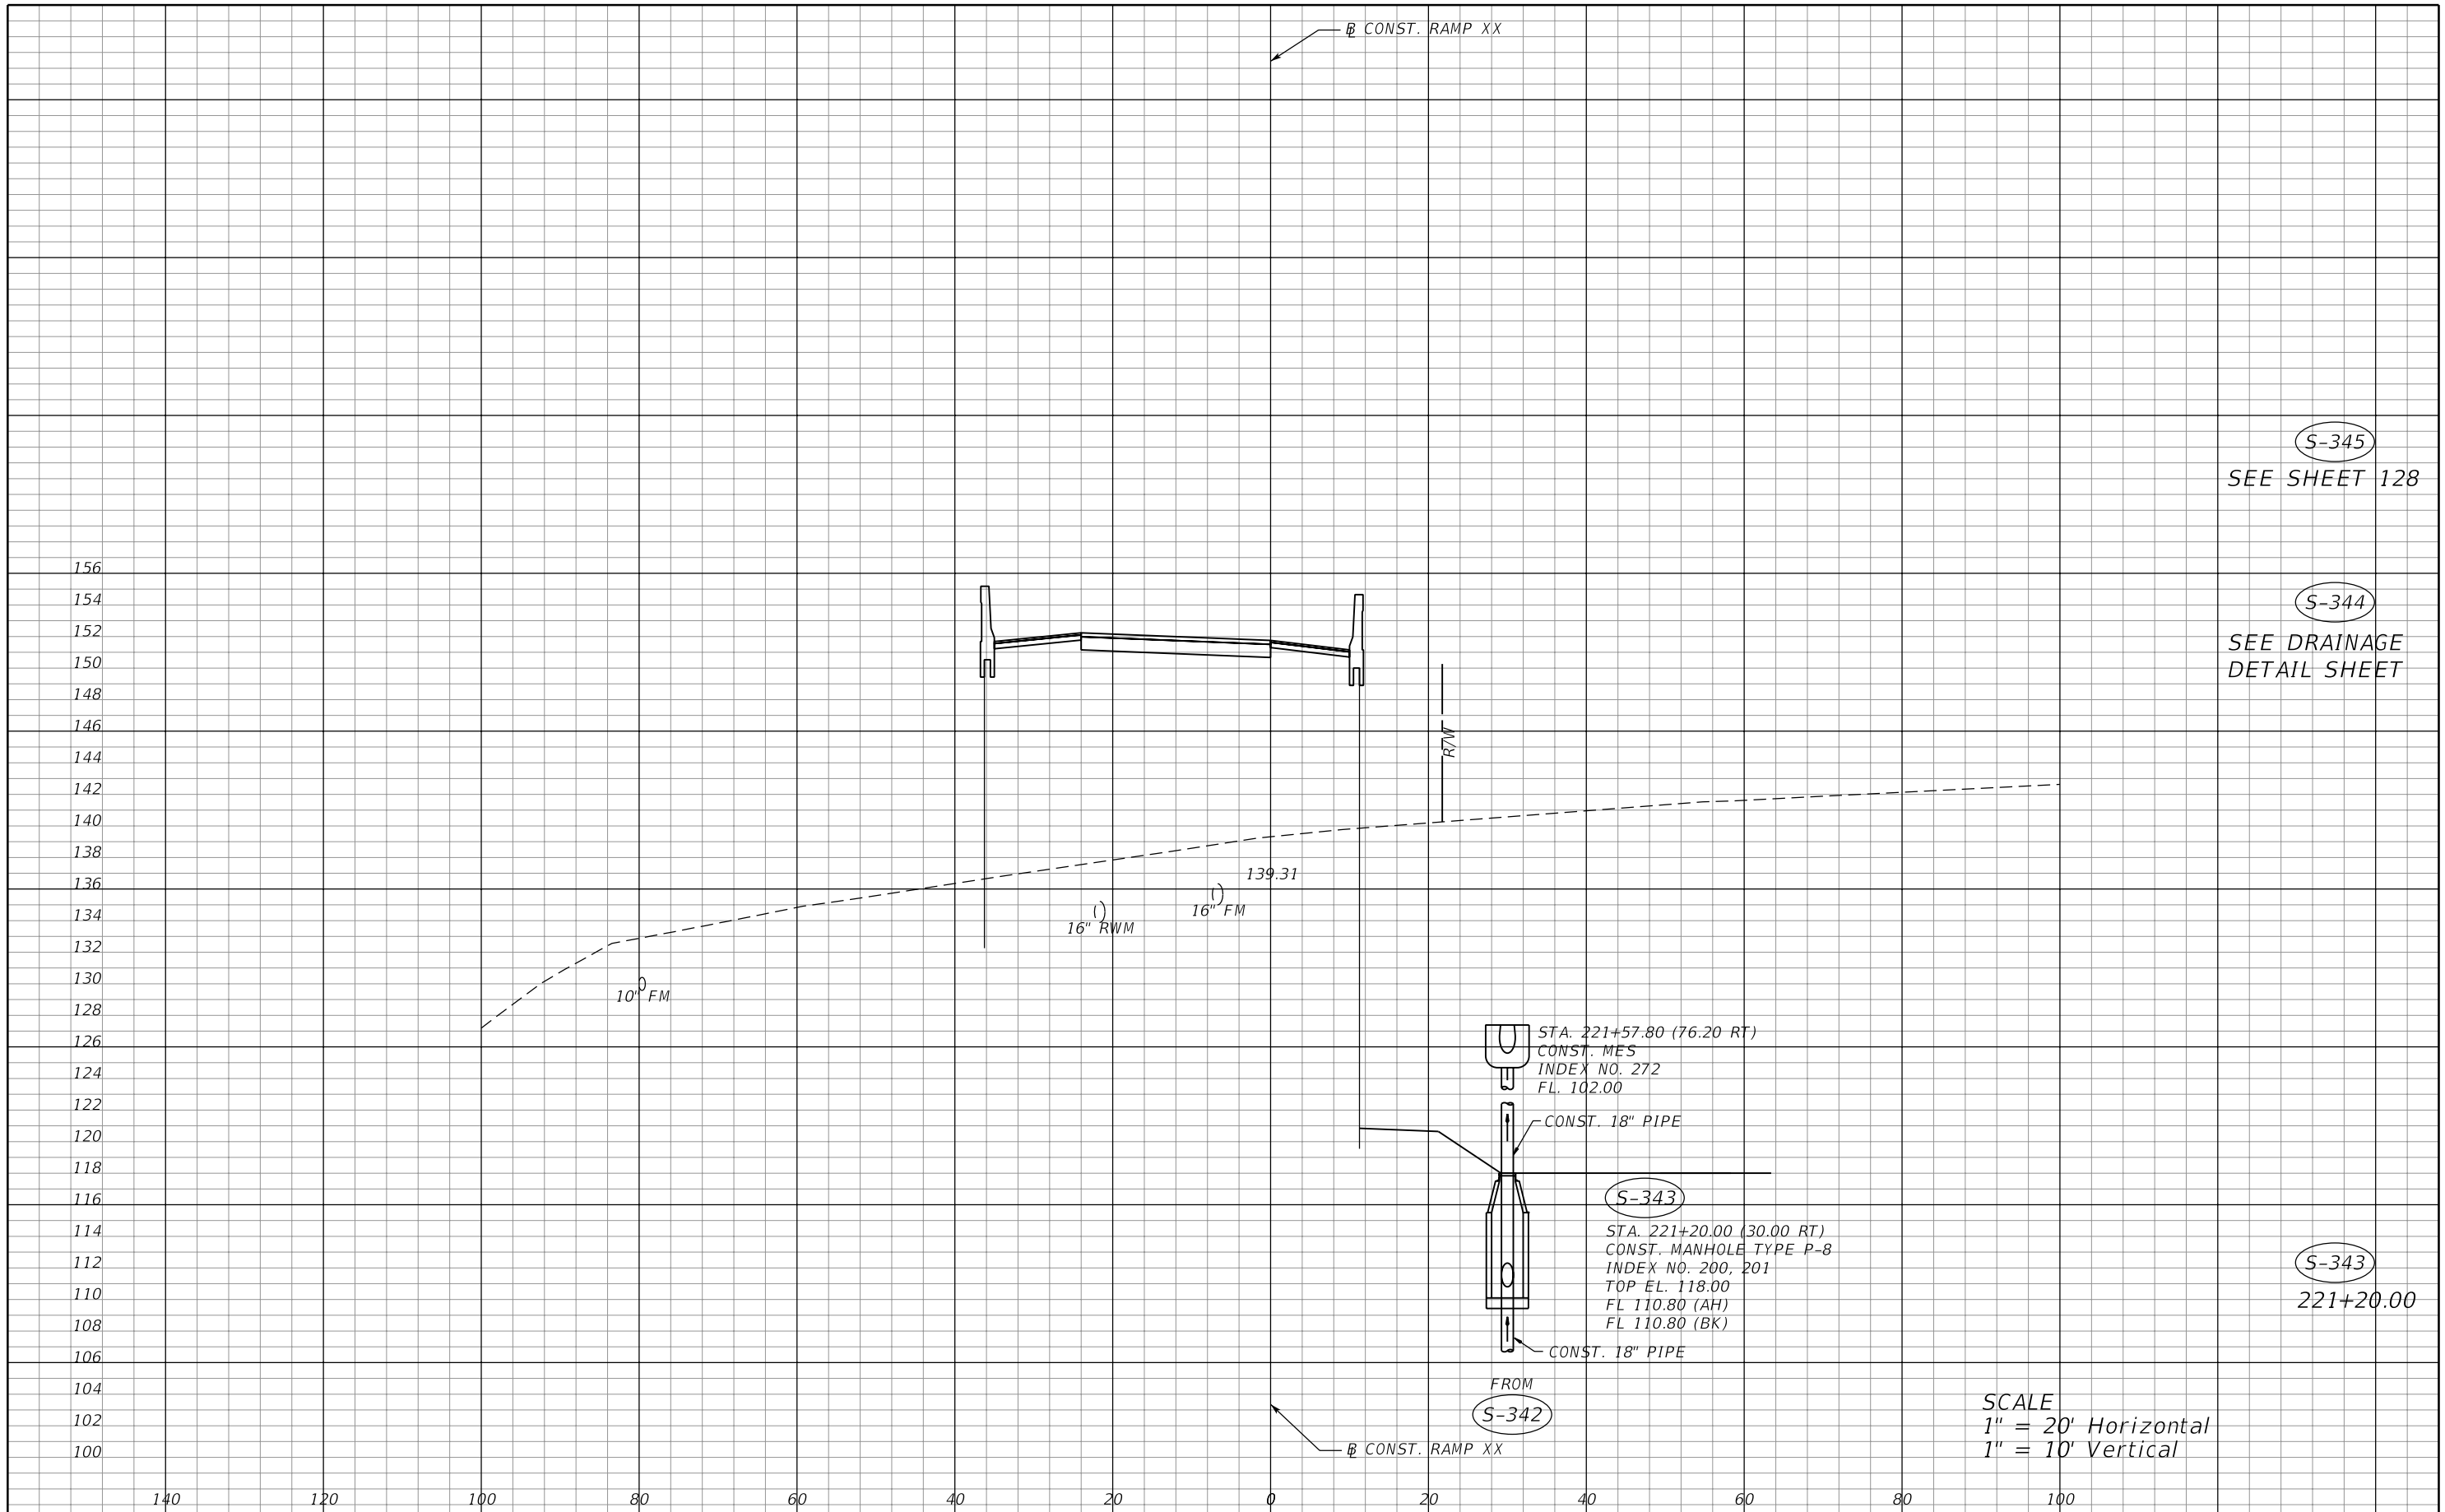 BL CONST. RAMP XX
S-345
SEE SHEET 128
156
154
S-344
152
SEE DRAINAGE
150
DETAIL SHEET
148
146
R/W
144
142
140
138
136
139.31
134
16" FM
16" RWM
132
130
10" FM
128
126
STA. 221+57.80 (76.20 RT)
CONST. MES
124
INDEX NO. 272
FL. 102.00
122
CONST. 18" PIPE
120
118
116
S-343
114
STA. 221+20.00 (30.00 RT)
CONST. MANHOLE TYPE P-8
112
INDEX NO. 200, 201
S-343
TOP EL. 118.00
110
FL 110.80 (AH)
221+20.00
108
FL 110.80 (BK)
106
CONST. 18" PIPE
104
FROM
102
S-342
SCALE
1" = 20' Horizontal
100
BL CONST. RAMP XX
1" = 10' Vertical
140 120 100 80 60 40 20 0 20 40 60 80 100